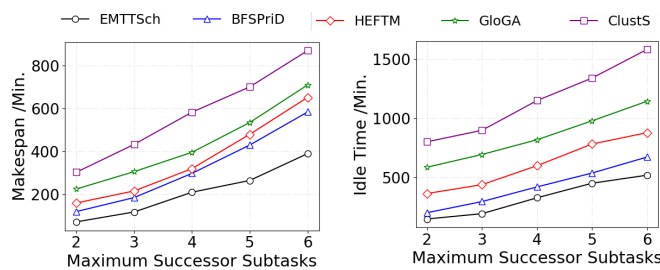 EMTTSch BFSPriD HEFTM GloGA ClustS
Makespan /Min.
800
600
400
200
2 3 4 5 6
Maximum Successor Subtasks
Idle Time /Min.
1500
1000
500
2 3 4 5 6
Maximum Successor Subtasks